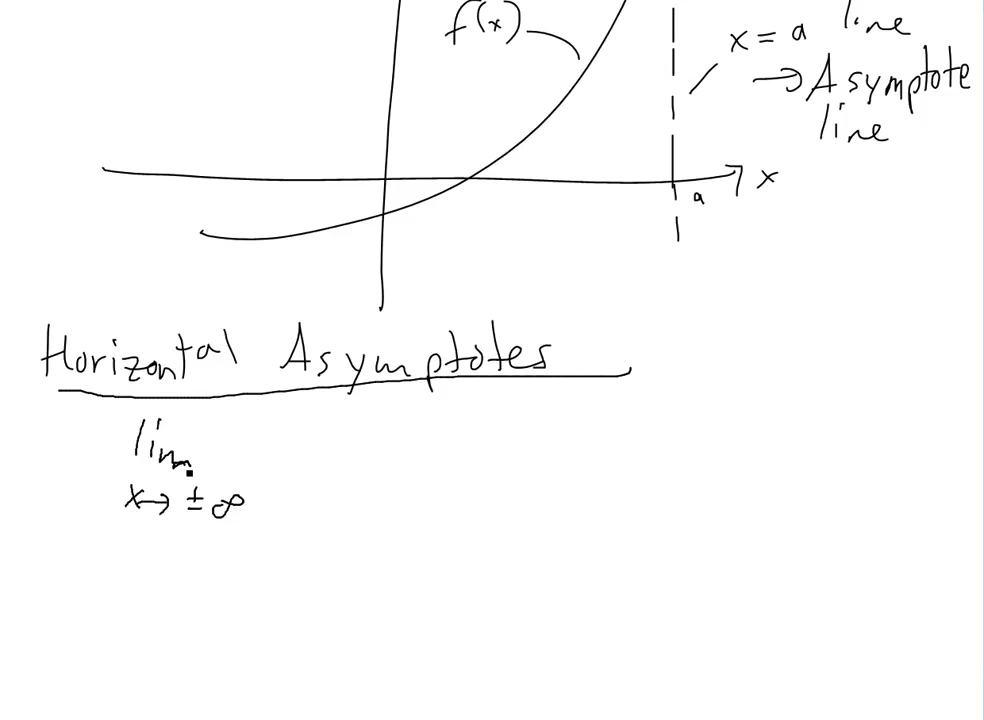 f(x)
line
x = a
→ Asymptote
line
x
a
Horizontal Asymptotes
lim
x → ± ∞